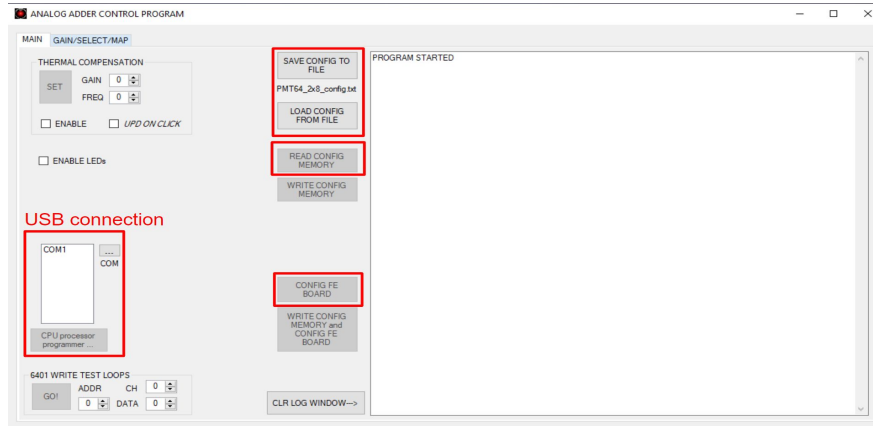 ANALOG ADDER CONTROL PROGRAM
MAIN GAIN/SELECT/MAP
THERMAL COMPENSATION
SET
GAIN 0
FREQ 0
ENABLE UPD ON CLICK
ENABLE LEDs
USB connection
COM1
...
COM
CPU processor
programmer ...
6401 WRITE TEST LOOPS
GO!
ADDR CH 0
0 DATA 0
SAVE CONFIG TO
FILE
PMT64_2x8_config.txt
LOAD CONFIG
FROM FILE
READ CONFIG
MEMORY
WRITE CONFIG
MEMORY
CONFIG FE
BOARD
WRITE CONFIG
MEMORY and
CONFIG FE
BOARD
CLR LOG WINDOW-->
PROGRAM STARTED